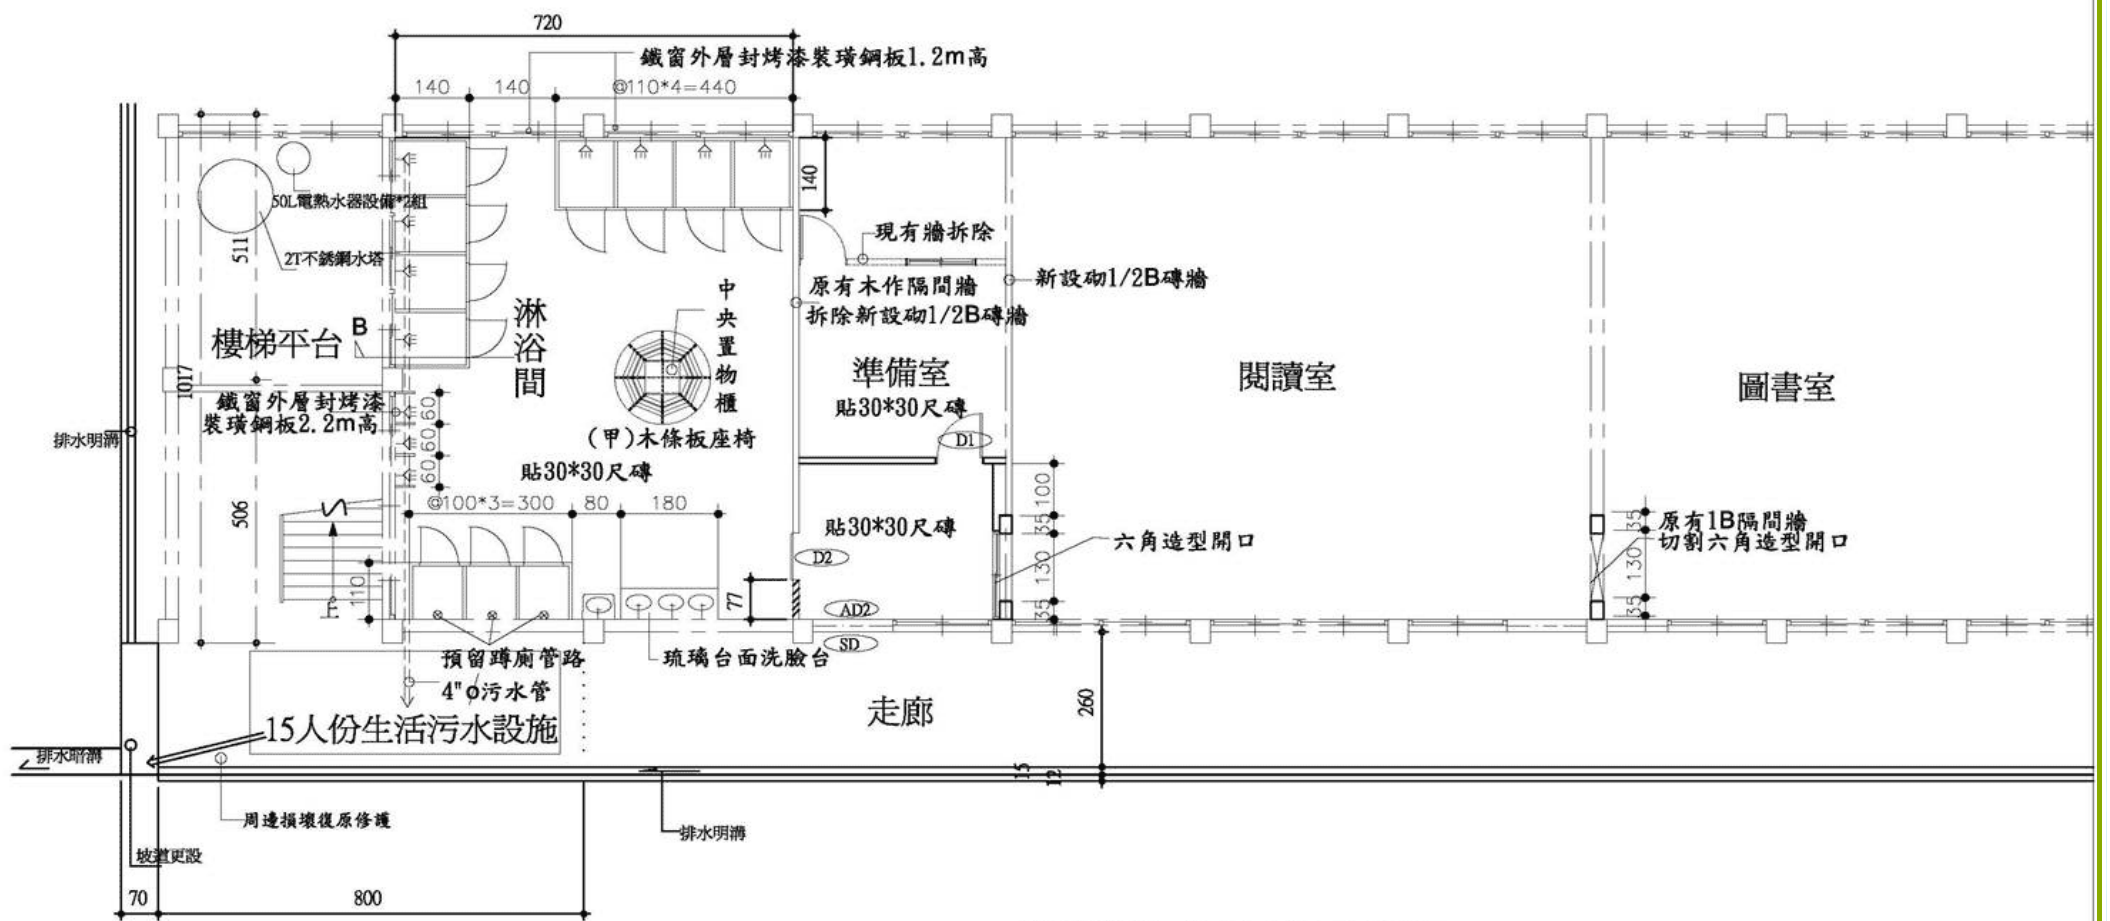 720
鐵窗外層封烤漆裝璜鋼板1.2m高
140
140
@110*4=440
50L電熱水器設備*2組
511
2T不銹鋼水塔
140
現有牆拆除
原有木作隔間牆
拆除新設砌1/2B磚牆
新設砌1/2B磚牆
樓梯平台
B
淋浴間
中央置物櫃
準備室
貼30*30尺磚
閱讀室
圖書室
1017
鐵窗外層封烤漆
裝璜鋼板2.2m高
60
60
60
(甲)木條板座椅
貼30*30尺磚
D1
排水明溝
@100*3=300
80
180
506
貼30*30尺磚
100
35
130
35
六角造型開口
35
130
35
原有1B隔間牆
切割六角造型開口
D2
110
上
77
AD2
SD
預留蹲廁管路
4"ø污水管
琉璃台面洗臉台
走廊
260
15人份生活污水設施
排水暗溝
15
12
周邊損壞復原修護
排水明溝
坡道更設
70
800